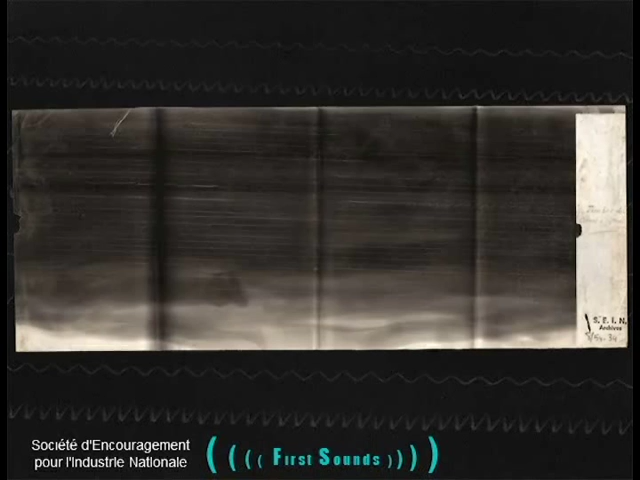 S. E. I. N.
Archives
Société d'Encouragement
pour l'Industrie Nationale
((((First Sounds))))